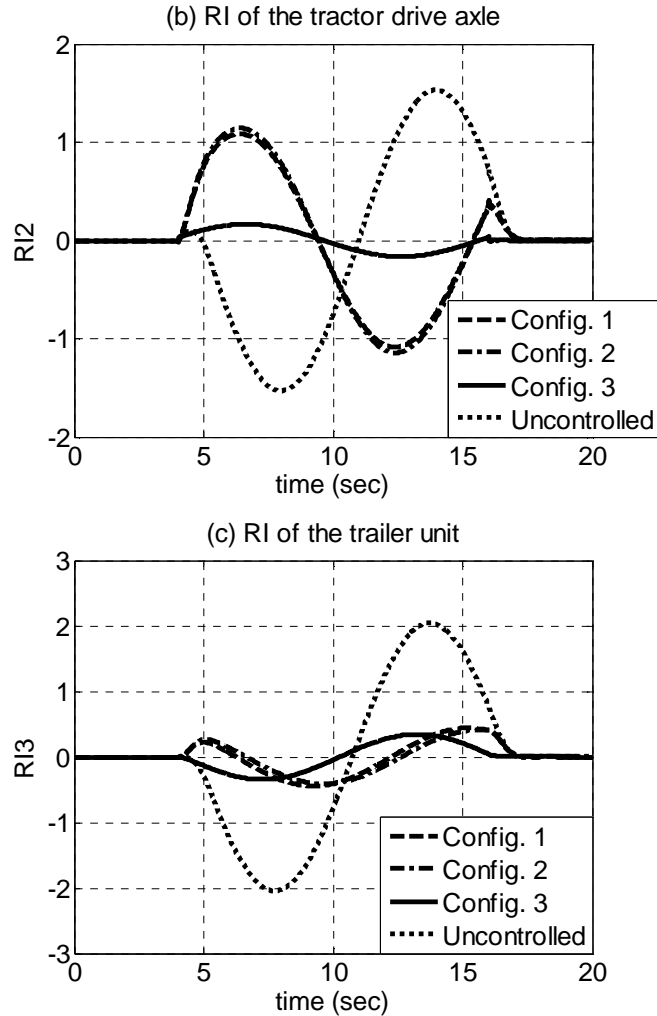 (b) RI of the tractor drive axle
2
1
0
-1
-2
RI2
0
5
10
15
20
time (sec)
Config. 1
Config. 2
Config. 3
Uncontrolled
(c) RI of the trailer unit
3
2
1
0
-1
-2
-3
RI3
0
5
10
15
20
time (sec)
Config. 1
Config. 2
Config. 3
Uncontrolled